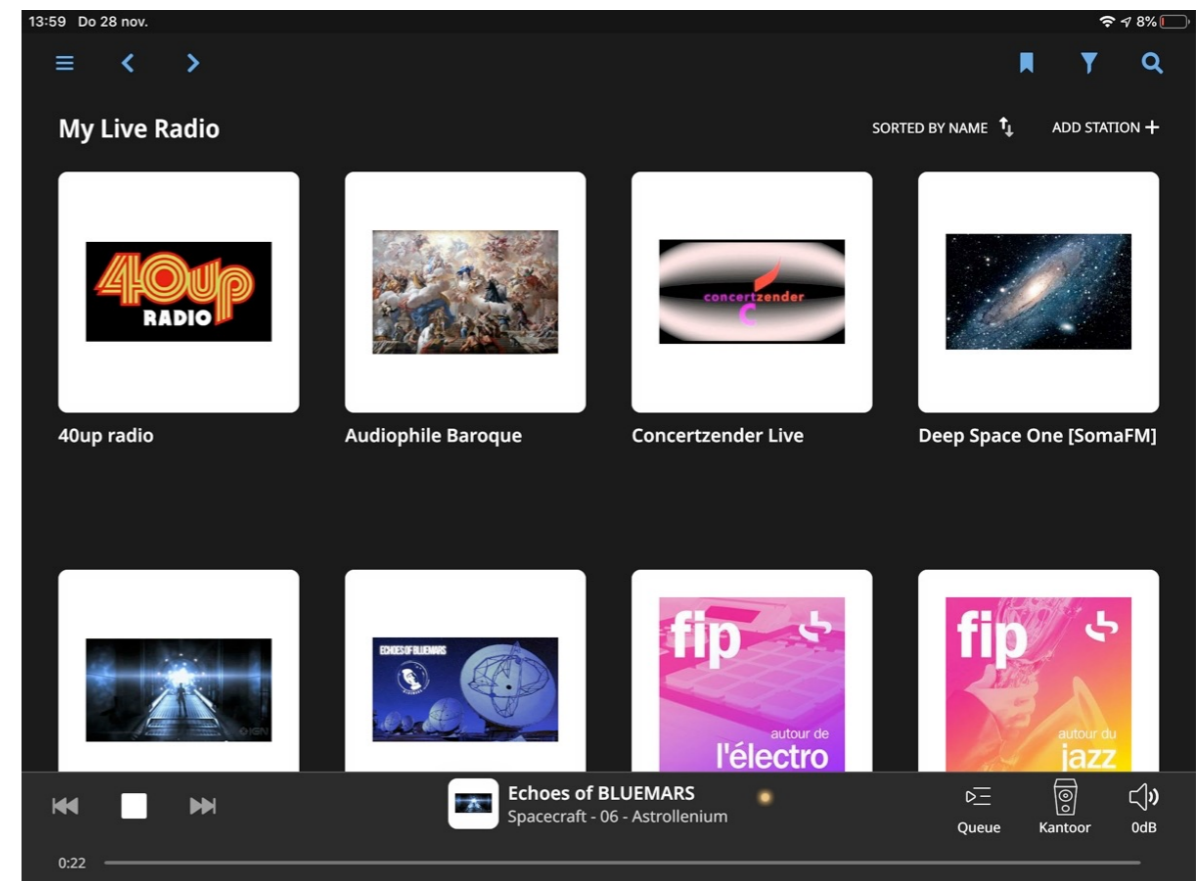 13:59 Do 28 nov.
8%
My Live Radio
SORTED BY NAME
ADD STATION
40up
RADIO
concertzender
C
40up radio
Audiophile Baroque
Concertzender Live
Deep Space One [SomaFM]
ECHOES OF BLUEMARS
fip
autour de
l'électro
fip
autour du
jazz
Echoes of BLUEMARS
Spacecraft - 06 - Astrollenium
Queue
Kantoor
0dB
0:22